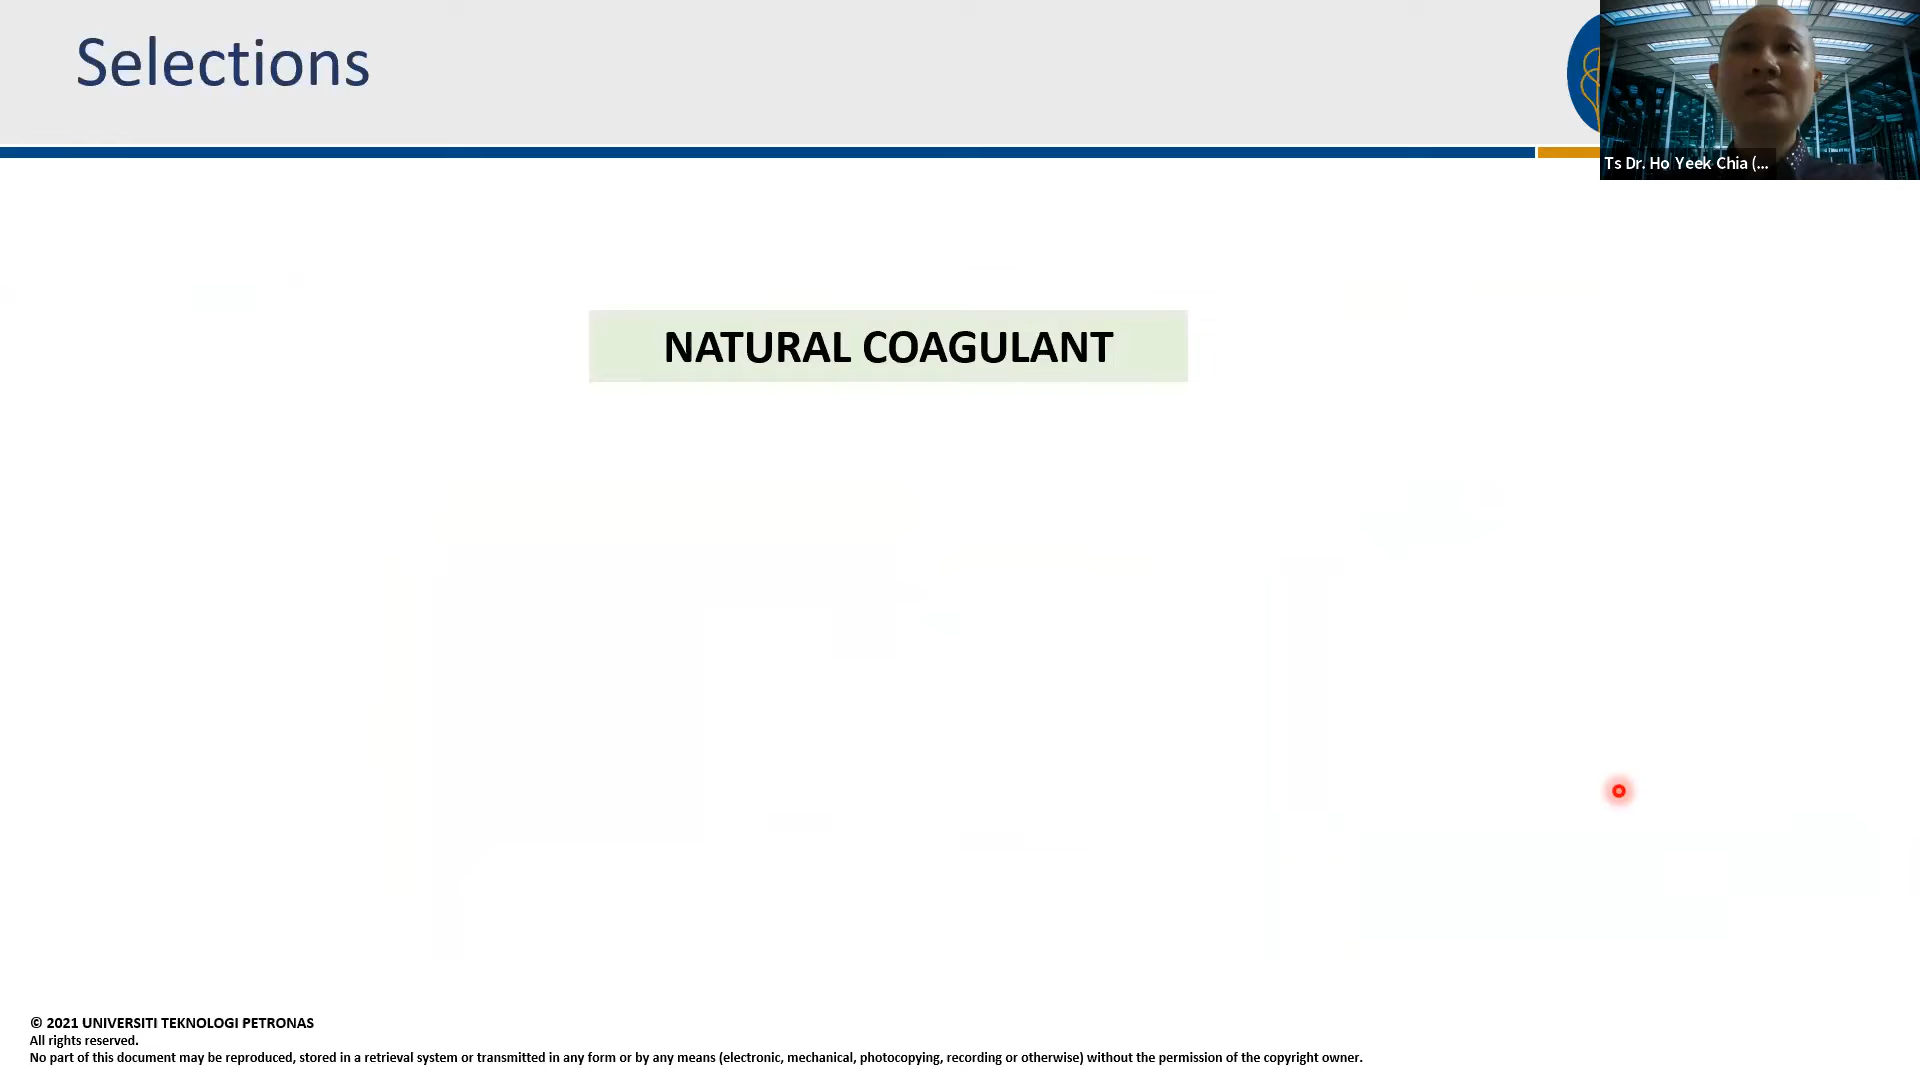 Selections
Ts Dr. Ho Yeek Chia (...
NATURAL COAGULANT
© 2021 UNIVERSITI TEKNOLOGI PETRONAS
All rights reserved.
No part of this document may be reproduced, stored in a retrieval system or transmitted in any form or by any means (electronic, mechanical, photocopying, recording or otherwise) without the permission of the copyright owner.